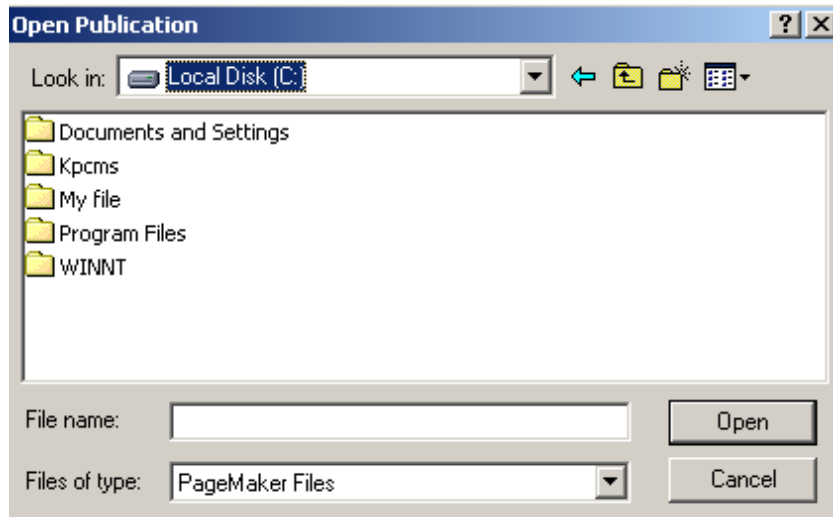 Open Publication
Look in: Local Disk (C:)
Documents and Settings
Kpcms
My file
Program Files
WINNT
File name: Open
Files of type: PageMaker Files Cancel